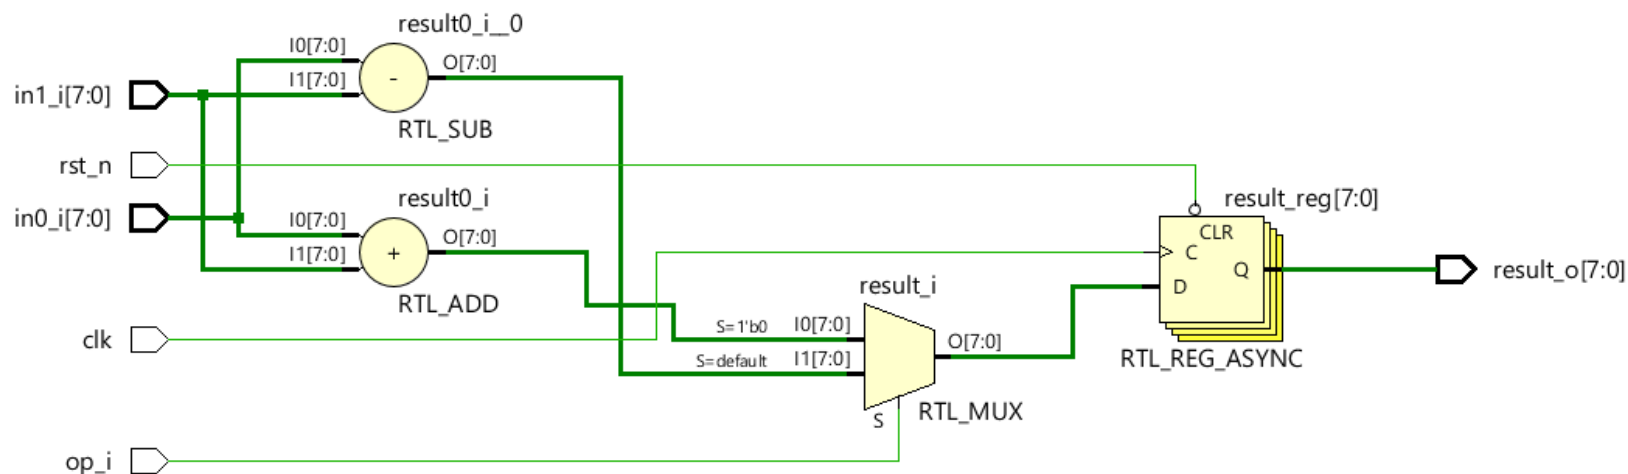 result0_i__0
I0[7:0]
O[7:0]
in1_i[7:0]
I1[7:0]
-
RTL_SUB
rst_n
result0_i
result_reg[7:0]
in0_i[7:0]
I0[7:0]
O[7:0]
CLR
I1[7:0]
+
C
Q
result_o[7:0]
result_i
D
RTL_ADD
S=1'b0
I0[7:0]
clk
O[7:0]
S=default
I1[7:0]
RTL_REG_ASYNC
S
RTL_MUX
op_i